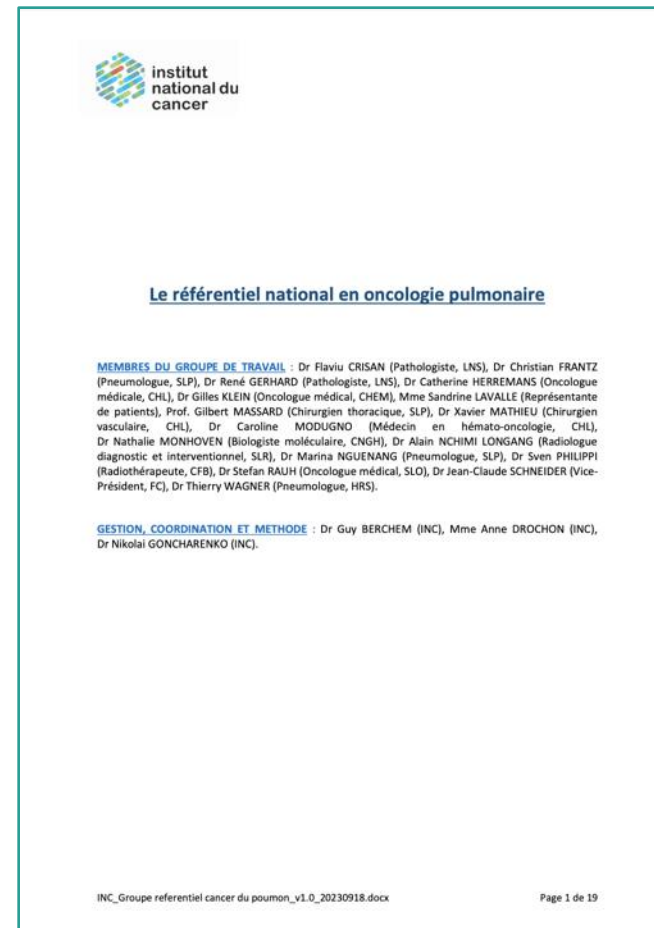 institut
national du
cancer
Le référentiel national en oncologie pulmonaire
MEMBRES DU GROUPE DE TRAVAIL : Dr Flaviu CRISAN (Pathologiste, LNS), Dr Christian FRANTZ
(Pneumologue, SLP), Dr René GERHARD (Pathologiste, LNS), Dr Catherine HERREMANS (Oncologue
médicale, CHL), Dr Gilles KLEIN (Oncologue médical, CHEM), Mme Sandrine LAVALLE (Représentante
de patients), Prof. Gilbert MASSARD (Chirurgien thoracique, SLP), Dr Xavier MATHIEU (Chirurgien
vasculaire, CHL), Dr Caroline MODUGNO (Médecin en hémato-oncologie, CHL),
Dr Nathalie MONHOVEN (Biologiste moléculaire, CNGH), Dr Alain NCHIMI LONGANG (Radiologue
diagnostic et interventionnel, SLR), Dr Marina NGUENANG (Pneumologue, SLP), Dr Sven PHILIPPI
(Radiothérapeute, CFB), Dr Stefan RAUH (Oncologue médical, SLO), Dr Jean-Claude SCHNEIDER (Vice-
Président, FC), Dr Thierry WAGNER (Pneumologue, HRS).
GESTION, COORDINATION ET METHODE : Dr Guy BERCHEM (INC), Mme Anne DROCHON (INC),
Dr Nikolai GONCHARENKO (INC).
INC_Groupe referentiel cancer du poumon_v1.0_20230918.docx Page 1 de 19